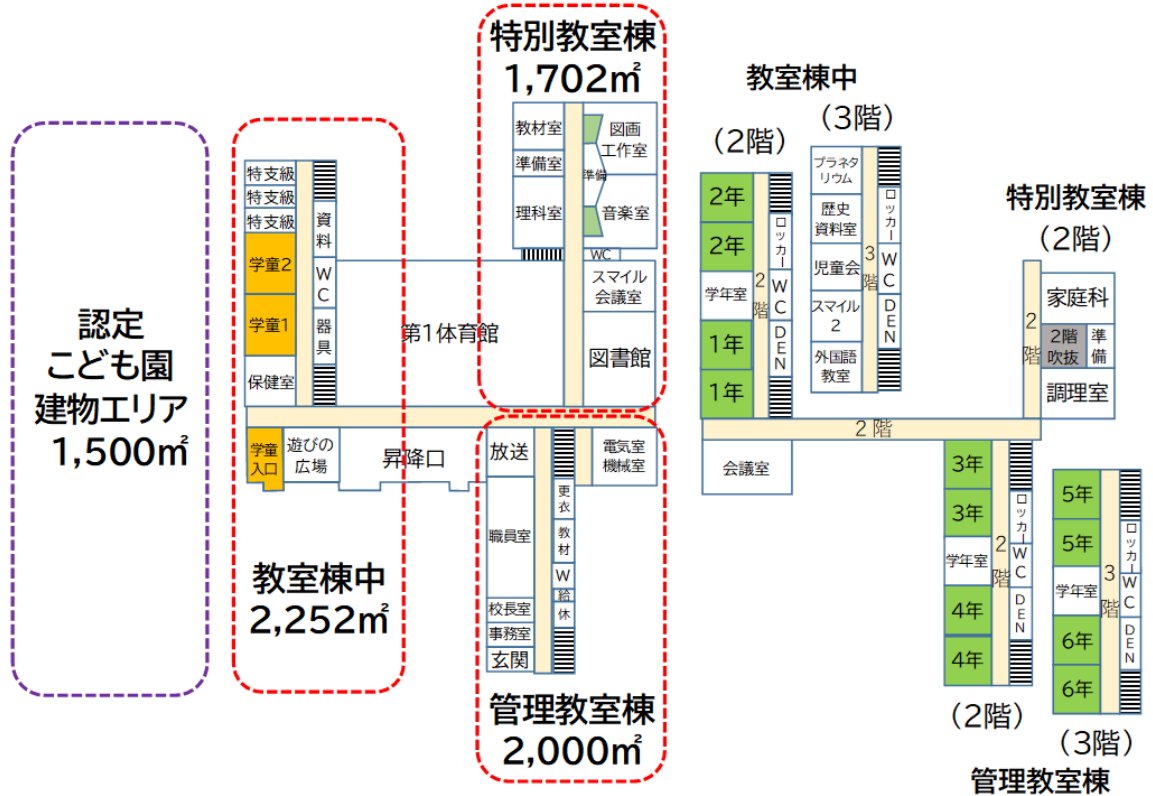 認定
こども園
建物エリア
1,500㎡
特支級
特支級
特支級
学童2
学童1
保健室
資料
WC
器具
学童
入口
遊びの
広場
昇降口
教室棟中
2,252㎡
第1体育館
特別教室棟
1,702㎡
教材室
準備室
理科室
図画
工作室
準備
音楽室
WC
スマイル
会議室
図書館
放送
職員室
校長室
事務室
玄関
更衣
教材
W
給
休
電気室
機械室
管理教室棟
2,000㎡
教室棟中
(2階)
2年
2年
学年室
1年
1年
2階
ロッカー
WC
DEN
(3階)
プラネタ
リウム
歴史
資料室
児童会
スマイル
2
外国語
教室
3階
ロッカー
WC
DEN
特別教室棟
(2階)
2階
家庭科
2階
吹抜
準備
調理室
2階
会議室
3年
3年
学年室
4年
4年
2階
ロッカー
WC
DEN
(2階)
5年
5年
学年室
6年
6年
3階
ロッカー
WC
DEN
(3階)
管理教室棟